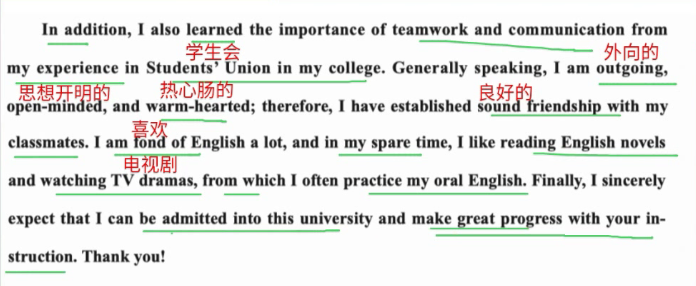 In addition, I also learned the importance of teamwork and communication from
学生会
外向的
my experience in Students' Union in my college. Generally speaking, I am outgoing,
思想开明的
热心肠的
良好的
open-minded, and warm-hearted; therefore, I have established sound friendship with my
喜欢
classmates. I am fond of English a lot, and in my spare time, I like reading English novels
电视剧
and watching TV dramas, from which I often practice my oral English. Finally, I sincerely
expect that I can be admitted into this university and make great progress with your in-
struction. Thank you!